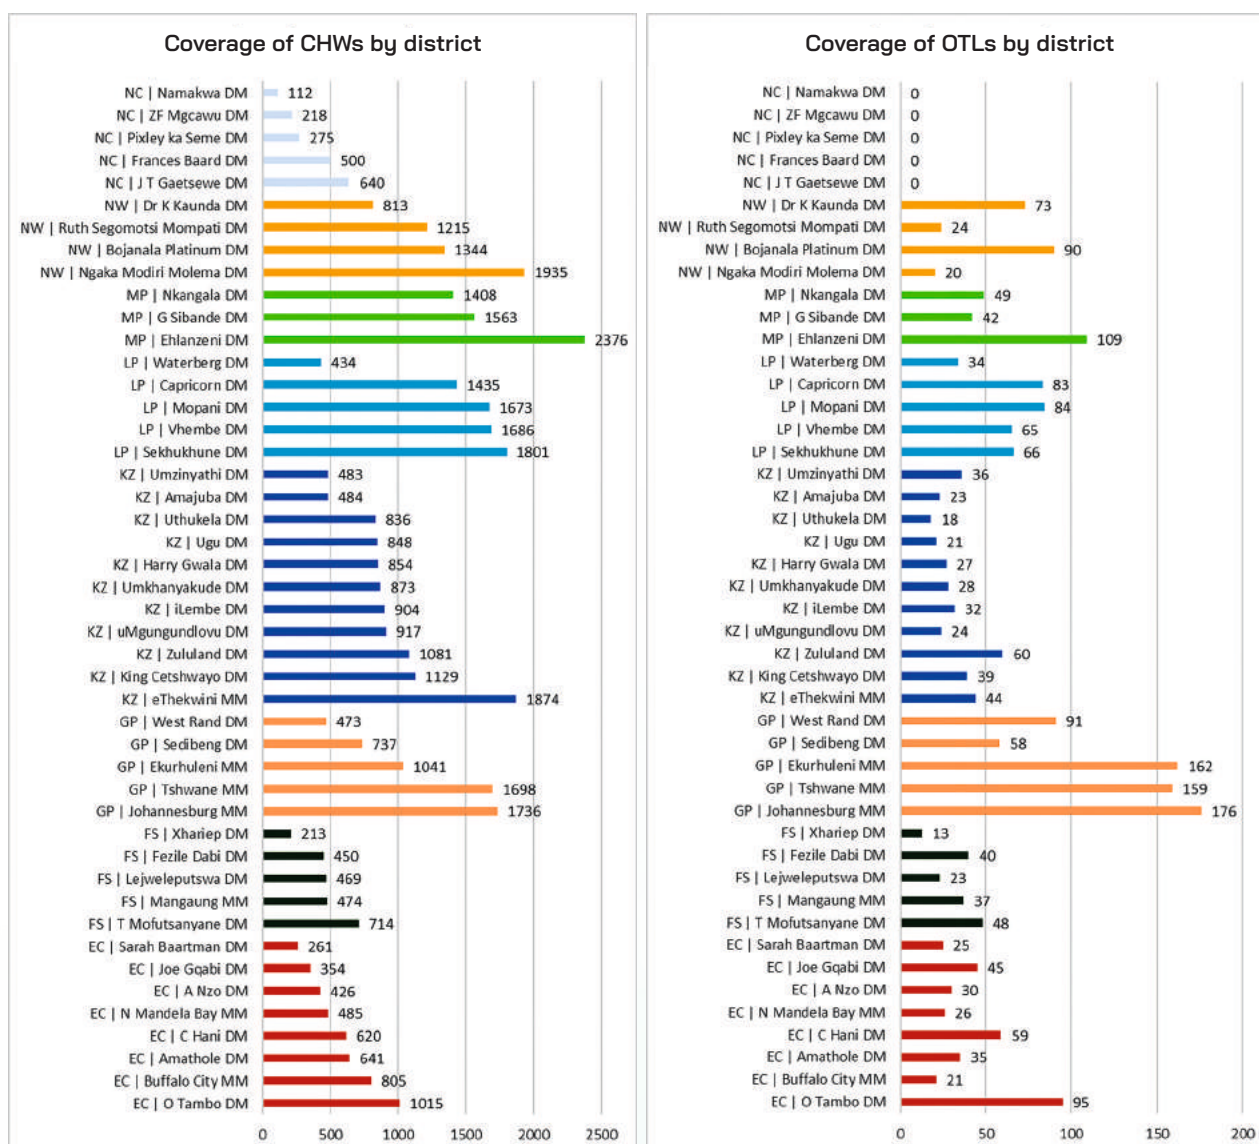 Coverage of CHWs by district
NC | Namakwa DM 112
NC | ZF Mgcawu DM 218
NC | Pixley ka Seme DM 275
NC | Frances Baard DM 500
NC | J T Gaetsewe DM 640
NW | Dr K Kaunda DM 813
NW | Ruth Segomotsi Mompati DM 1215
NW | Bojanala Platinum DM 1344
NW | Ngaka Modiri Molema DM 1935
MP | Nkangala DM 1408
MP | G Sibande DM 1563
MP | Ehlanzeni DM 2376
LP | Waterberg DM 434
LP | Capricorn DM 1435
LP | Mopani DM 1673
LP | Vhembe DM 1686
LP | Sekhukhune DM 1801
KZ | Umzinyathi DM 483
KZ | Amajuba DM 484
KZ | Uthukela DM 836
KZ | Ugu DM 848
KZ | Harry Gwala DM 854
KZ | Umkhanyakude DM 873
KZ | iLembe DM 904
KZ | uMgungundlovu DM 917
KZ | Zululand DM 1081
KZ | King Cetshwayo DM 1129
KZ | eThekwini MM 1874
GP | West Rand DM 473
GP | Sedibeng DM 737
GP | Ekurhuleni MM 1041
GP | Tshwane MM 1698
GP | Johannesburg MM 1736
FS | Xhariep DM 213
FS | Fezile Dabi DM 450
FS | Lejweleputswa DM 469
FS | Mangaung MM 474
FS | T Mofutsanyane DM 714
EC | Sarah Baartman DM 261
EC | Joe Gqabi DM 354
EC | A Nzo DM 426
EC | N Mandela Bay MM 485
EC | C Hani DM 620
EC | Amathole DM 641
EC | Buffalo City MM 805
EC | O Tambo DM 1015
0 500 1000 1500 2000 2500
Coverage of OTLs by district
NC | Namakwa DM 0
NC | ZF Mgcawu DM 0
NC | Pixley ka Seme DM 0
NC | Frances Baard DM 0
NC | J T Gaetsewe DM 0
NW | Dr K Kaunda DM 73
NW | Ruth Segomotsi Mompati DM 24
NW | Bojanala Platinum DM 90
NW | Ngaka Modiri Molema DM 20
MP | Nkangala DM 49
MP | G Sibande DM 42
MP | Ehlanzeni DM 109
LP | Waterberg DM 34
LP | Capricorn DM 83
LP | Mopani DM 84
LP | Vhembe DM 65
LP | Sekhukhune DM 66
KZ | Umzinyathi DM 36
KZ | Amajuba DM 23
KZ | Uthukela DM 18
KZ | Ugu DM 21
KZ | Harry Gwala DM 27
KZ | Umkhanyakude DM 28
KZ | iLembe DM 32
KZ | uMgungundlovu DM 24
KZ | Zululand DM 60
KZ | King Cetshwayo DM 39
KZ | eThekwini MM 44
GP | West Rand DM 91
GP | Sedibeng DM 58
GP | Ekurhuleni MM 162
GP | Tshwane MM 159
GP | Johannesburg MM 176
FS | Xhariep DM 13
FS | Fezile Dabi DM 40
FS | Lejweleputswa DM 23
FS | Mangaung MM 37
FS | T Mofutsanyane DM 48
EC | Sarah Baartman DM 25
EC | Joe Gqabi DM 45
EC | A Nzo DM 30
EC | N Mandela Bay MM 26
EC | C Hani DM 59
EC | Amathole DM 35
EC | Buffalo City MM 21
EC | O Tambo DM 95
0 50 100 150 200